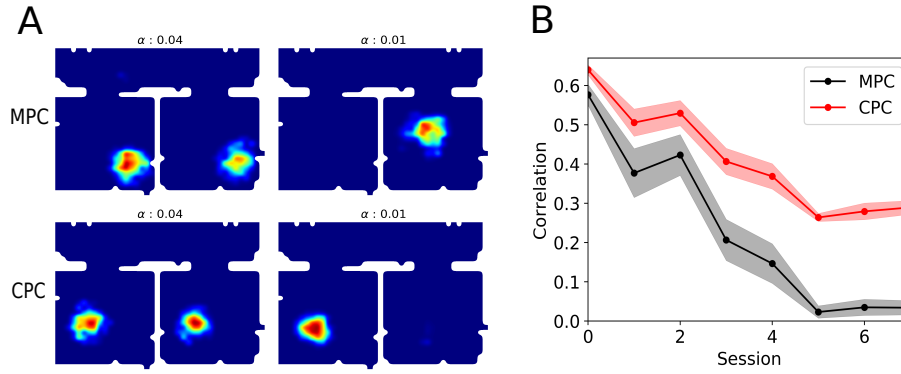 A
α : 0.04
α : 0.01
MPC
α : 0.04
α : 0.01
CPC
B
0.6
0.5
0.4
0.3
0.2
0.1
0.0
Correlation
MPC
CPC
0
2
4
6
Session